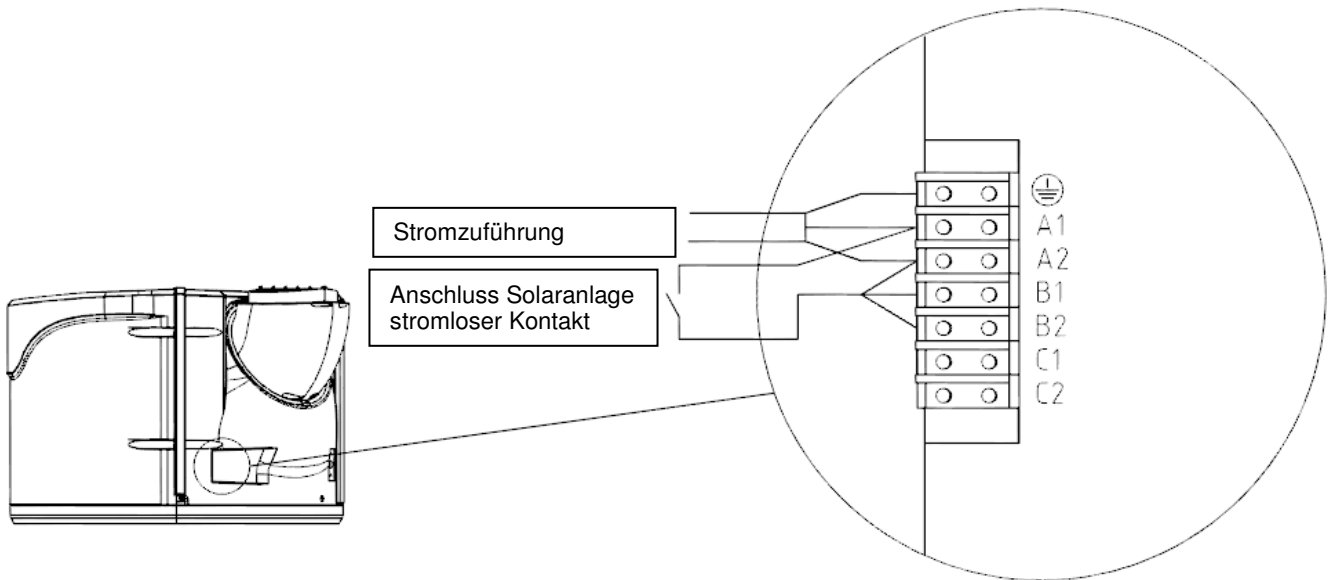 Stromzuführung
Anschluss Solaranlage
stromloser Kontakt
A1
A2
B1
B2
C1
C2